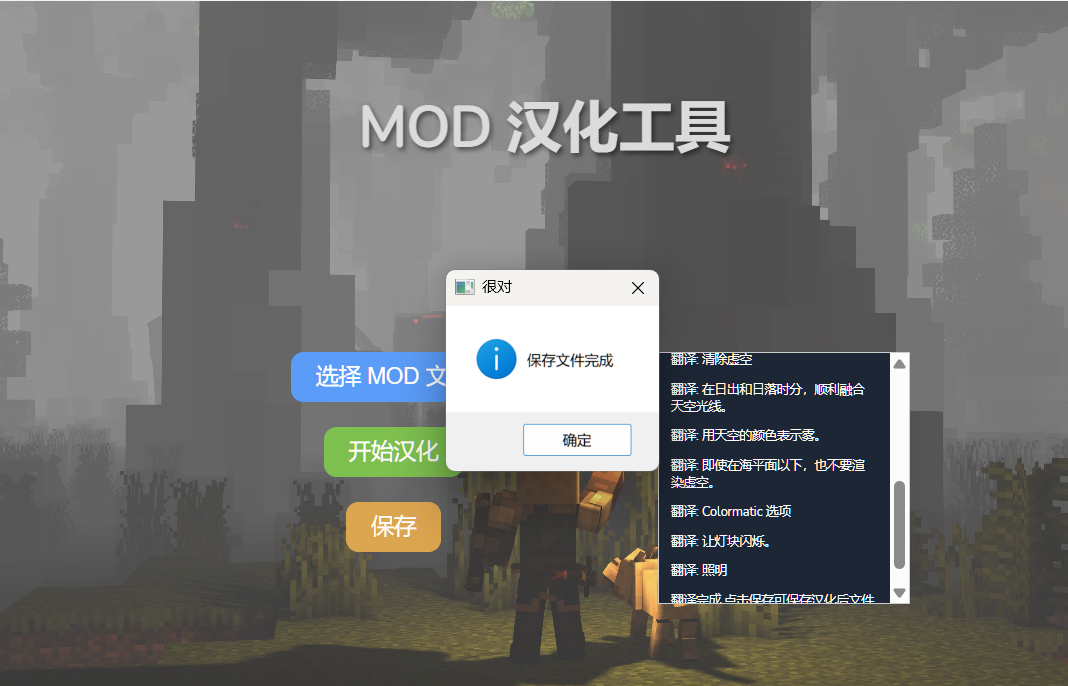 MOD 汉化工具
很对
保存文件完成
确定
选择 MOD 文
开始汉化
保存
翻译: 清除虚空
翻译: 在日出和日落时分，顺利融合
天空光线。
翻译: 用天空的颜色表示雾。
翻译: 即使在海平面以下，也不要渲
染虚空。
翻译: Colormatic 选项
翻译: 让灯块闪烁。
翻译: 照明
翻译完成,点击保存可保存汉化后文件